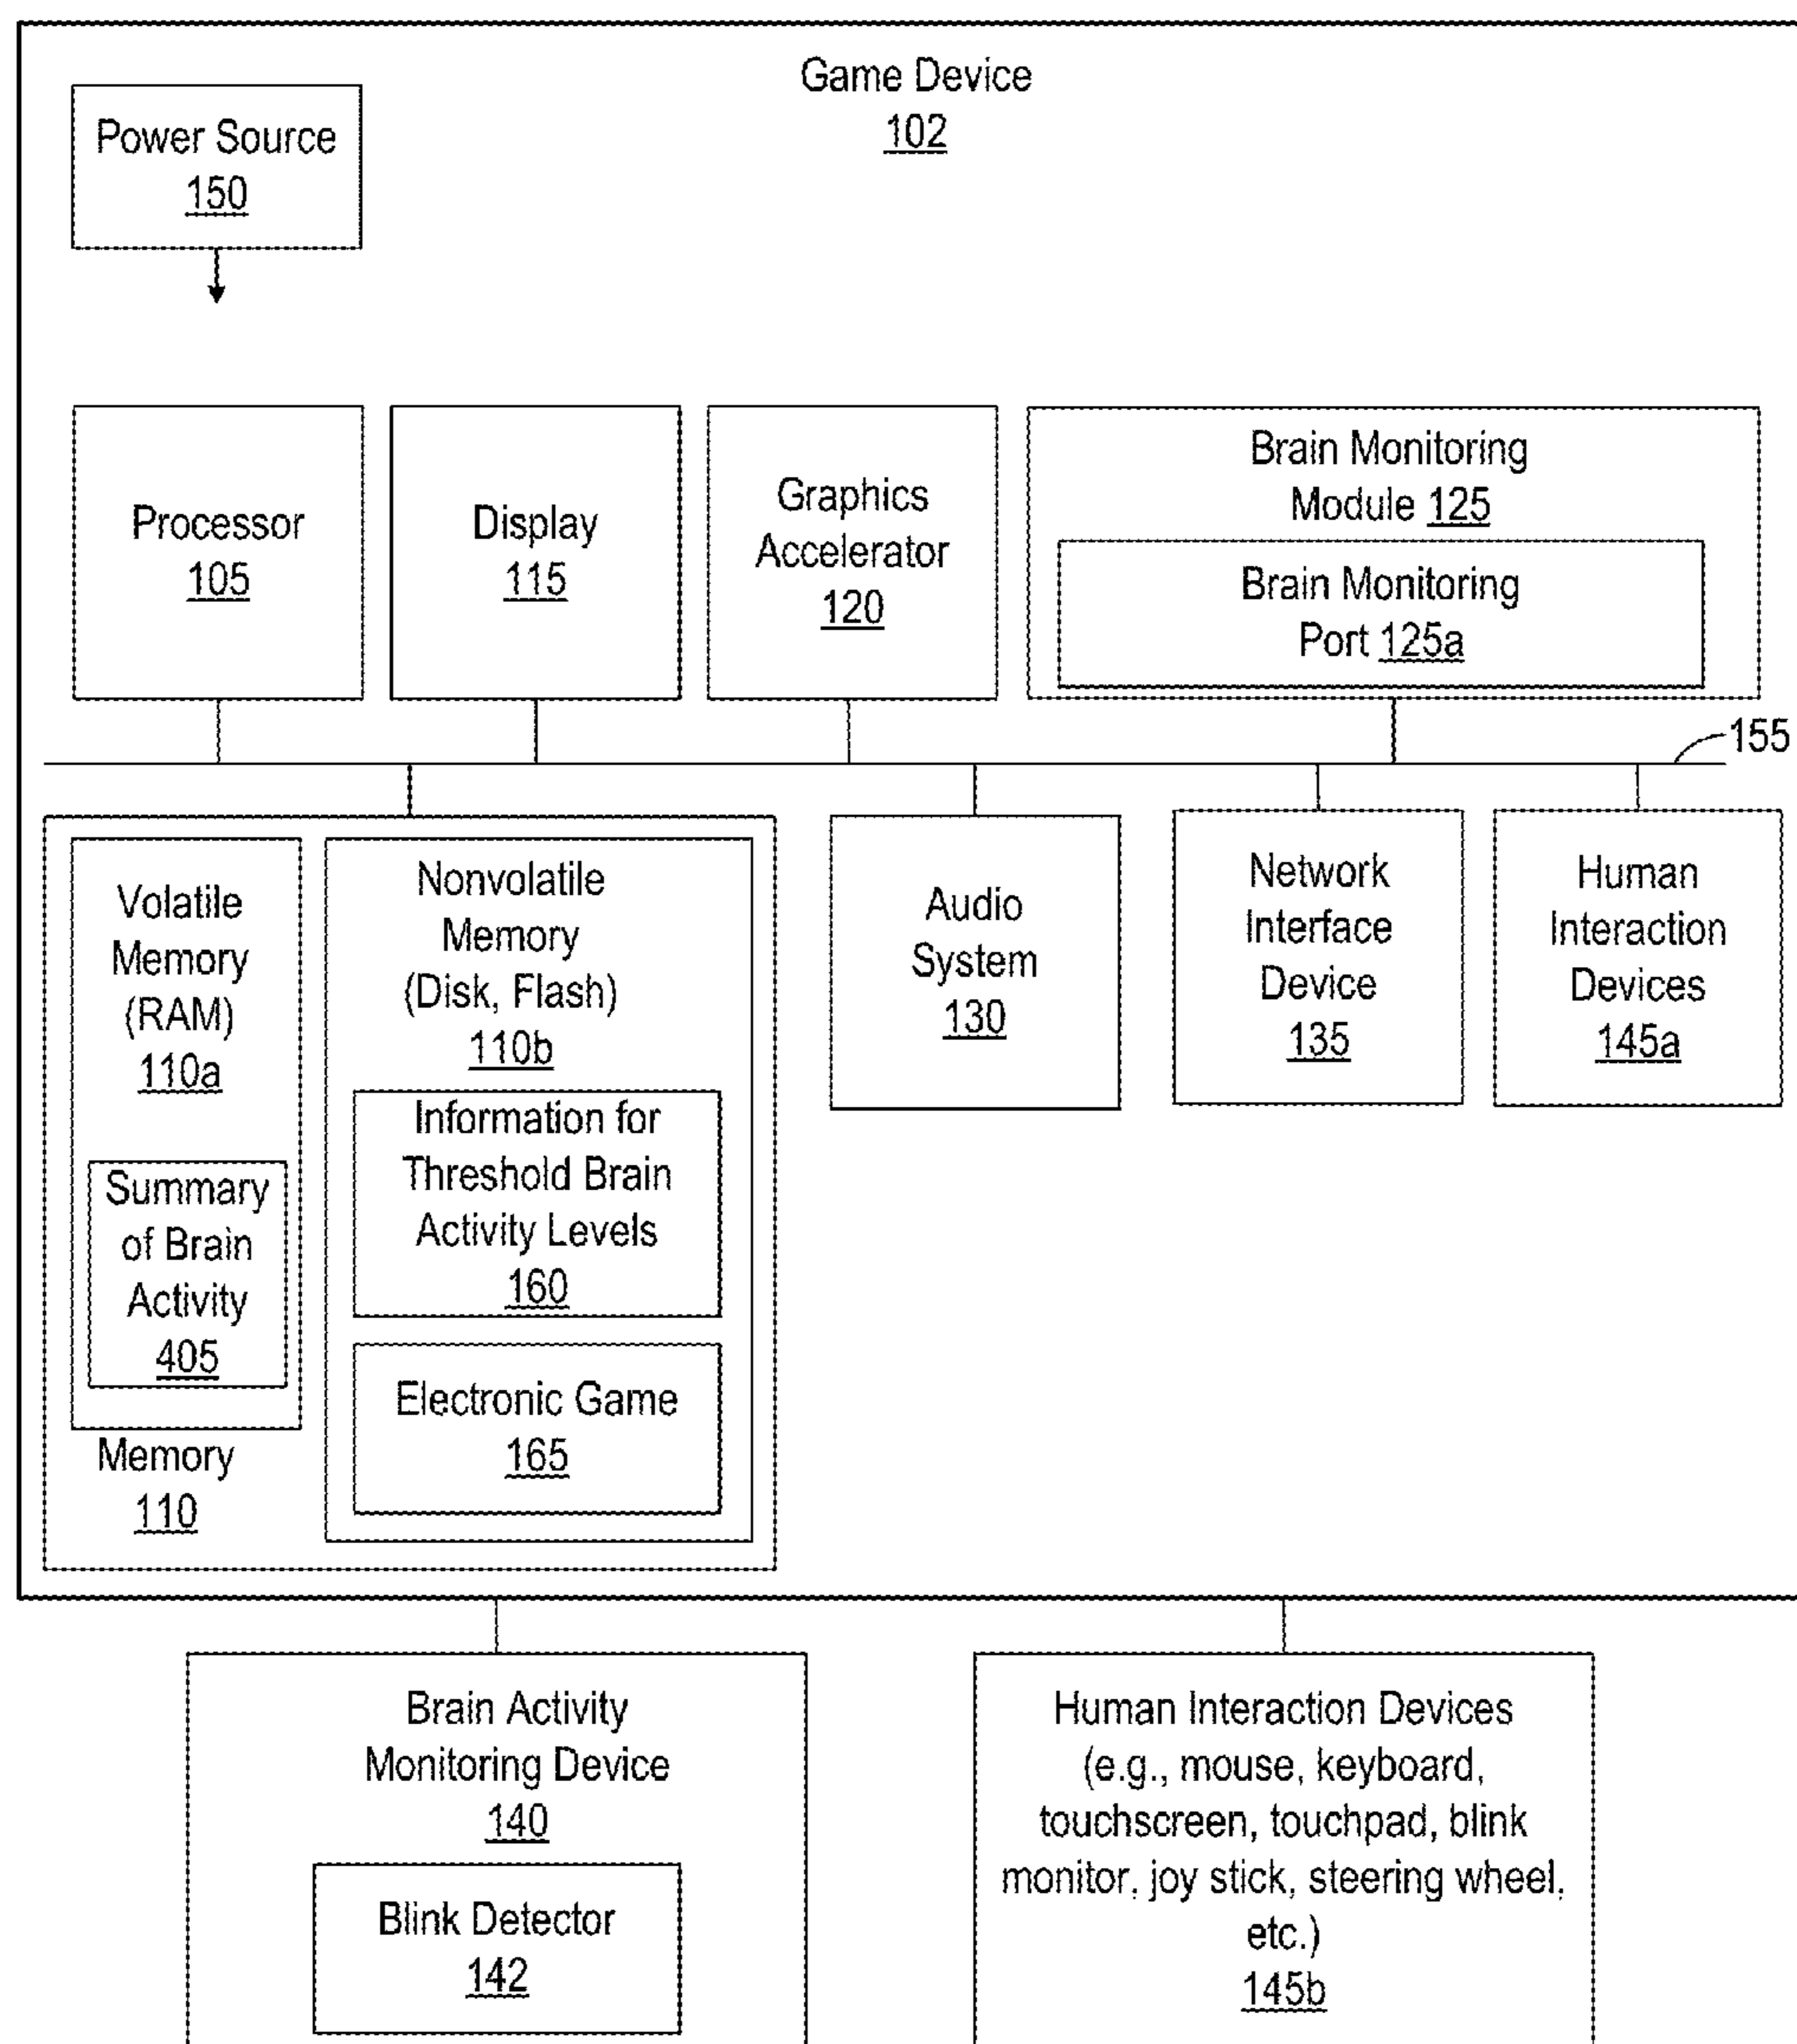 Game Device
102
Power Source
150
Processor
105
Display
115
Graphics
Accelerator
120
Brain Monitoring
Module 125
Brain Monitoring
Port 125a
155
Volatile
Memory
(RAM)
110a
Summary
of Brain
Activity
405
Memory
110
Nonvolatile
Memory
(Disk, Flash)
110b
Information for
Threshold Brain
Activity Levels
160
Electronic Game
165
Audio
System
130
Network
Interface
Device
135
Human
Interaction
Devices
145a
Brain Activity
Monitoring Device
140
Blink Detector
142
Human Interaction Devices
(e.g., mouse, keyboard,
touchscreen, touchpad, blink
monitor, joy stick, steering wheel,
etc.)
145b